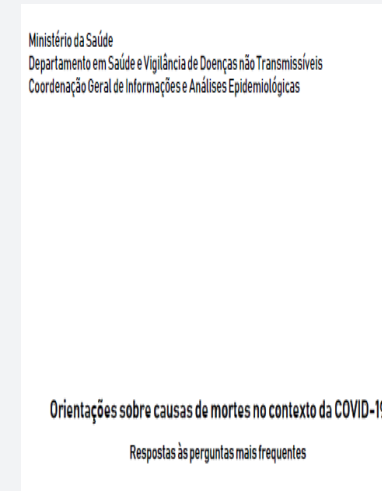 Ministério da Saúde
Departamento em Saúde e Vigilância de Doenças não Transmissíveis
Coordenação Geral de Informações e Análises Epidemiológicas
Orientações sobre causas de mortes no contexto da COVID-19
Respostas às perguntas mais frequentes